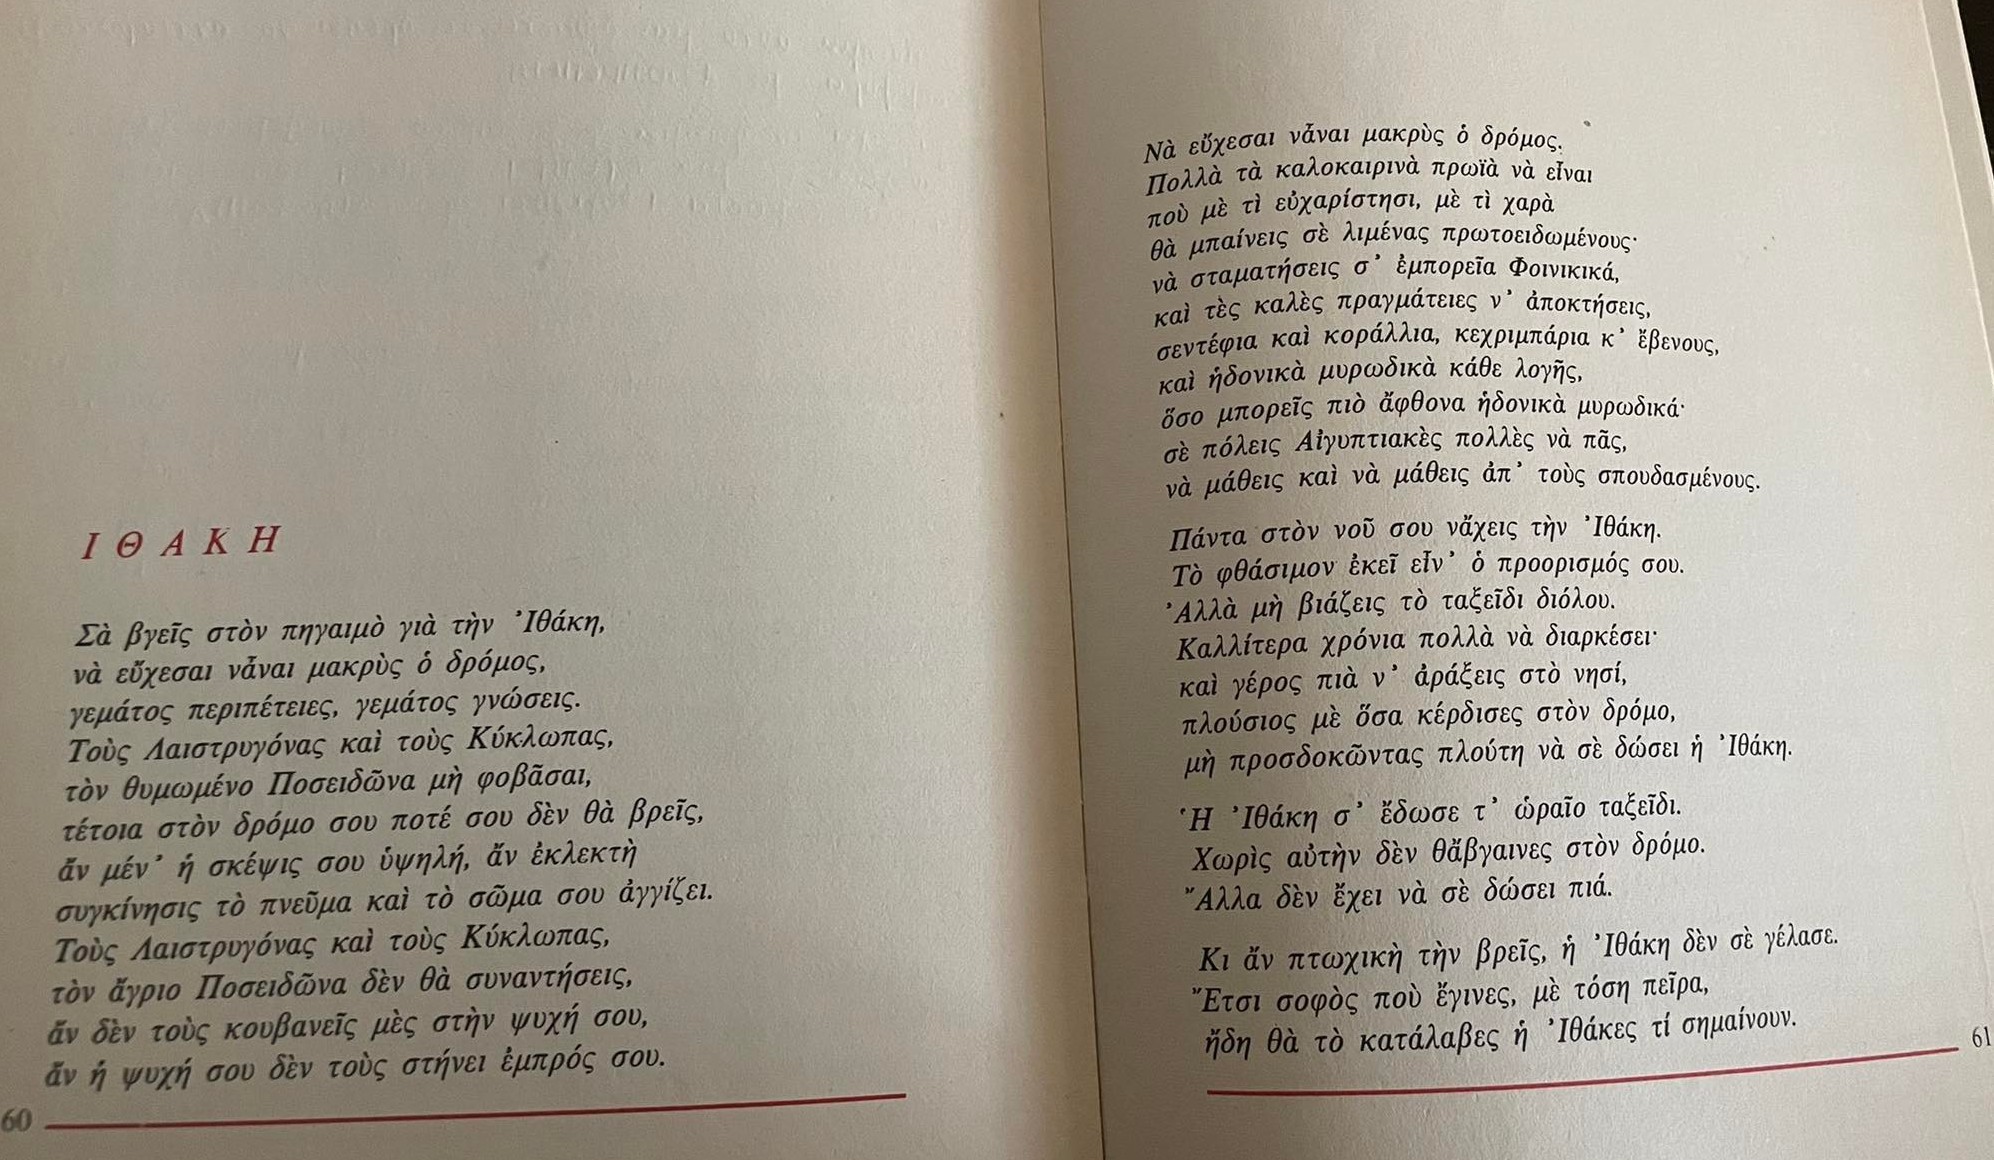 ΙΘΑΚΗ
Σὰ βγεῖς στὸν πηγαιμὸ γιὰ τὴν Ἰθάκη,
νὰ εὔχεσαι νἆναι μακρὺς ὁ δρόμος,
γεμάτος περιπέτειες, γεμάτος γνώσεις.
Τοὺς Λαιστρυγόνας καὶ τοὺς Κύκλωπας,
τὸν θυμωμένο Ποσειδῶνα μὴ φοβᾶσαι,
τέτοια στὸν δρόμο σου ποτέ σου δὲν θὰ βρεῖς,
ἄν μέν’ ἡ σκέψις σου ὑψηλή, ἄν ἐκλεκτὴ
συγκίνησις τὸ πνεῦμα καὶ τὸ σῶμα σου ἀγγίζει.
Τοὺς Λαιστρυγόνας καὶ τοὺς Κύκλωπας,
τὸν ἄγριο Ποσειδῶνα δὲν θὰ συναντήσεις,
ἄν δὲν τοὺς κουβανεῖς μὲς στὴν ψυχή σου,
ἄν ἡ ψυχή σου δὲν τοὺς στήνει ἐμπρός σου.
60
Νὰ εὔχεσαι νἆναι μακρὺς ὁ δρόμος.
Πολλὰ τὰ καλοκαιρινὰ πρωϊὰ νὰ εἶναι
ποὺ μὲ τὶ εὐχαρίστησι, μὲ τὶ χαρὰ
θὰ μπαίνεις σὲ λιμένας πρωτοειδωμένους·
νὰ σταματήσεις σ’ ἐμπορεῖα Φοινικικά,
καὶ τὲς καλὲς πραγμάτειες ν’ ἀποκτήσεις,
σεντέφια καὶ κοράλλια, κεχριμπάρια κ’ ἔβενους,
καὶ ἡδονικὰ μυρωδικὰ κάθε λογῆς,
ὅσο μπορεῖς πιὸ ἄφθονα ἡδονικὰ μυρωδικά·
σὲ πόλεις Αἰγυπτιακὲς πολλὲς νὰ πᾶς,
νὰ μάθεις καὶ νὰ μάθεις ἀπ’ τοὺς σπουδασμένους.
Πάντα στὸν νοῦ σου νἄχεις τὴν Ἰθάκη.
Τὸ φθάσιμον ἐκεῖ εἶν’ ὁ προορισμός σου.
Ἀλλὰ μὴ βιάζεις τὸ ταξεῖδι διόλου.
Καλλίτερα χρόνια πολλὰ νὰ διαρκέσει·
καὶ γέρος πιὰ ν’ ἀράξεις στὸ νησί,
πλούσιος μὲ ὅσα κέρδισες στὸν δρόμο,
μὴ προσδοκῶντας πλούτη νὰ σὲ δώσει ἡ Ἰθάκη.
Ἡ Ἰθάκη σ’ ἔδωσε τ’ ὡραῖο ταξεῖδι.
Χωρὶς αὐτὴν δὲν θἄβγαινες στὸν δρόμο.
Ἄλλα δὲν ἔχει νὰ σὲ δώσει πιά.
Κι ἄν πτωχικὴ τὴν βρεῖς, ἡ Ἰθάκη δὲν σὲ γέλασε.
Ἔτσι σοφὸς ποὺ ἔγινες, μὲ τόση πεῖρα,
ἤδη θὰ τὸ κατάλαβες ἡ Ἰθάκες τί σημαίνουν.
61